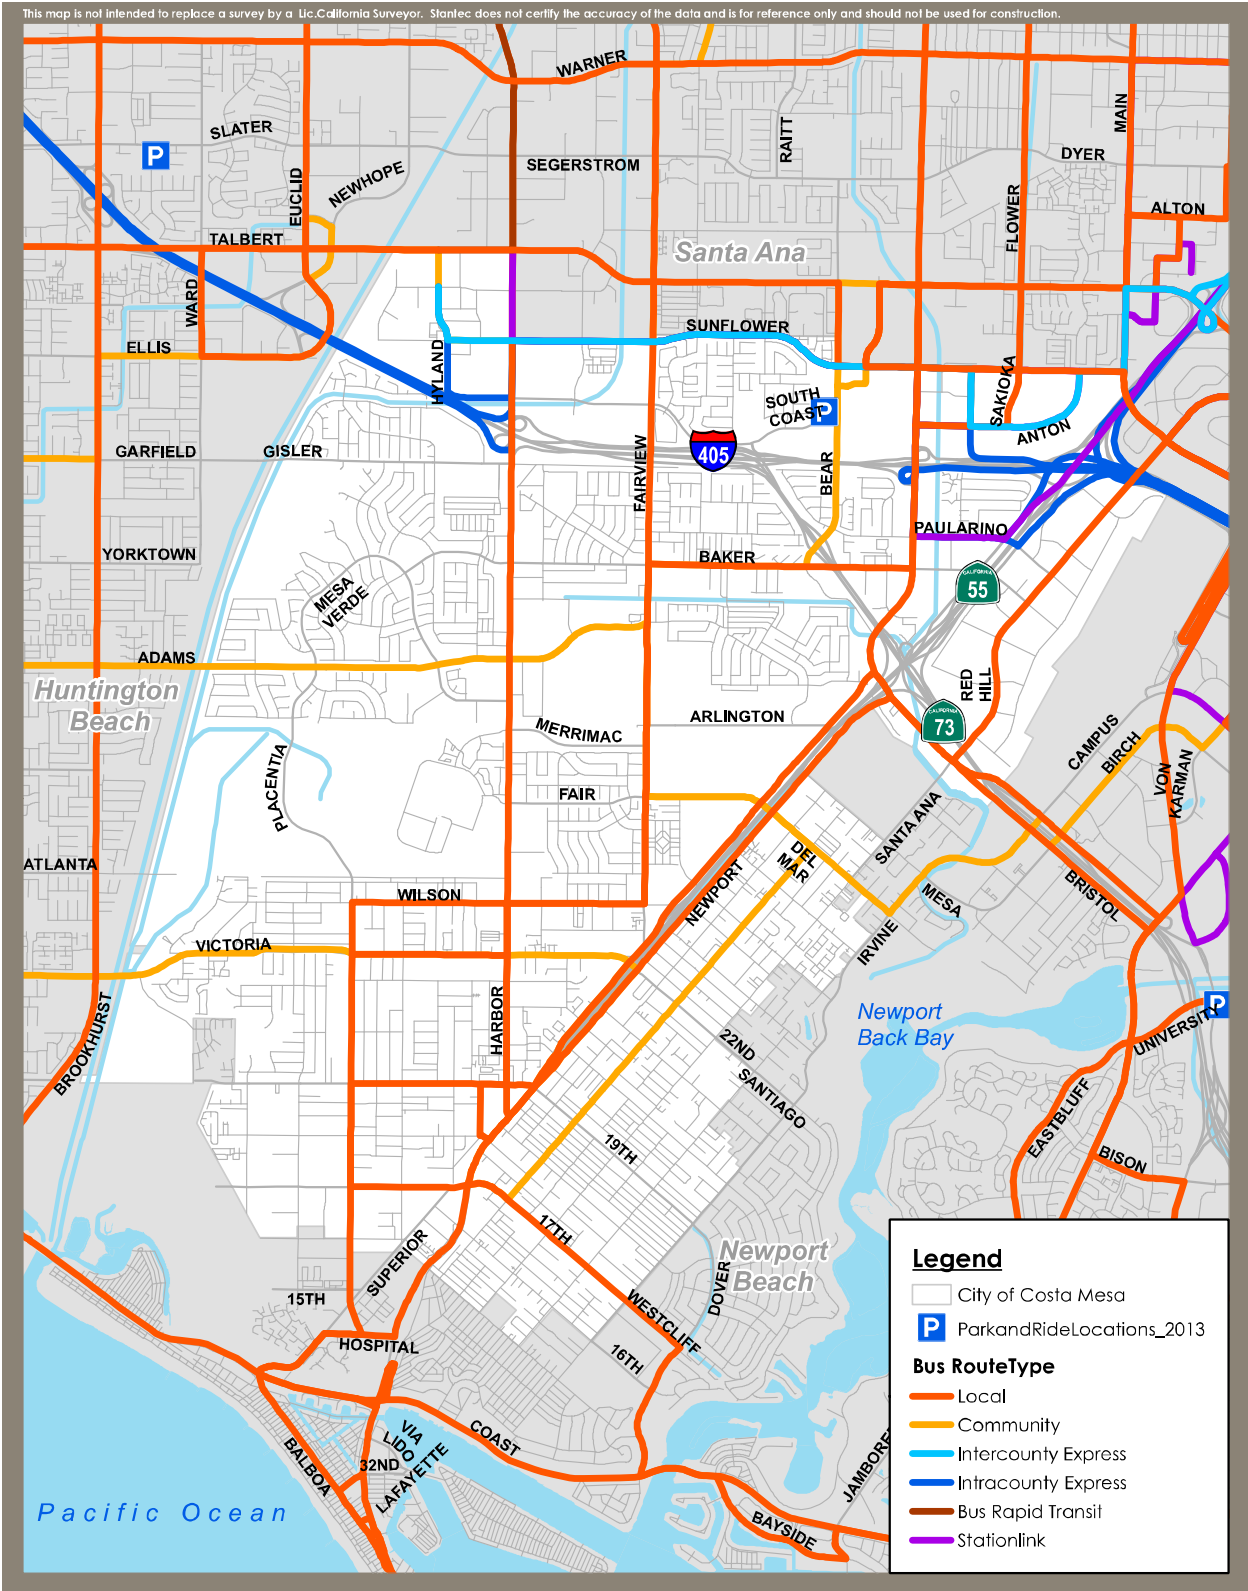 This map is not intended to replace a survey by a Lic.California Surveyor. Stantec does not certify the accuracy of the data and is for reference only and should not be used for construction.
WARNER
MAIN
SLATER
RAITT
P
DYER
SEGERSTROM
NEWHOPE
EUCLID
FLOWER
ALTON
TALBERT
Santa Ana
WARD
SUNFLOWER
ELLIS
HYLAND
SAKIOKA
SOUTH
COAST
P
ANTON
GARFIELD
GISLER
405
FAIRVIEW
BEAR
PAULARINO
YORKTOWN
BAKER
CALIFORNIA
55
MESA
VERDE
ADAMS
RED
HILL
Huntington
Beach
ARLINGTON
CALIFORNIA
73
MERRIMAC
CAMPUS
BIRCH
PLACENTIA
VON
KARMAN
FAIR
SANTA ANA
DEL
MAR
ATLANTA
NEWPORT
WILSON
MESA
BRISTOL
VICTORIA
IRVINE
HARBOR
P
Newport
Back Bay
UNIVERSITY
BROOKHURST
22ND
SANTIAGO
EASTBLUFF
19TH
BISON
17TH
SUPERIOR
Newport
Beach
DOVER
15TH
WESTCLIFF
HOSPITAL
16TH
VIA
LIDO
COAST
BALBOA
32ND
LAFAYETTE
JAMBORE
Pacific Ocean
BAYSIDE
Legend
City of Costa Mesa
P ParkandRideLocations_2013
Bus RouteType
Local
Community
Intercounty Express
Intracounty Express
Bus Rapid Transit
Stationlink